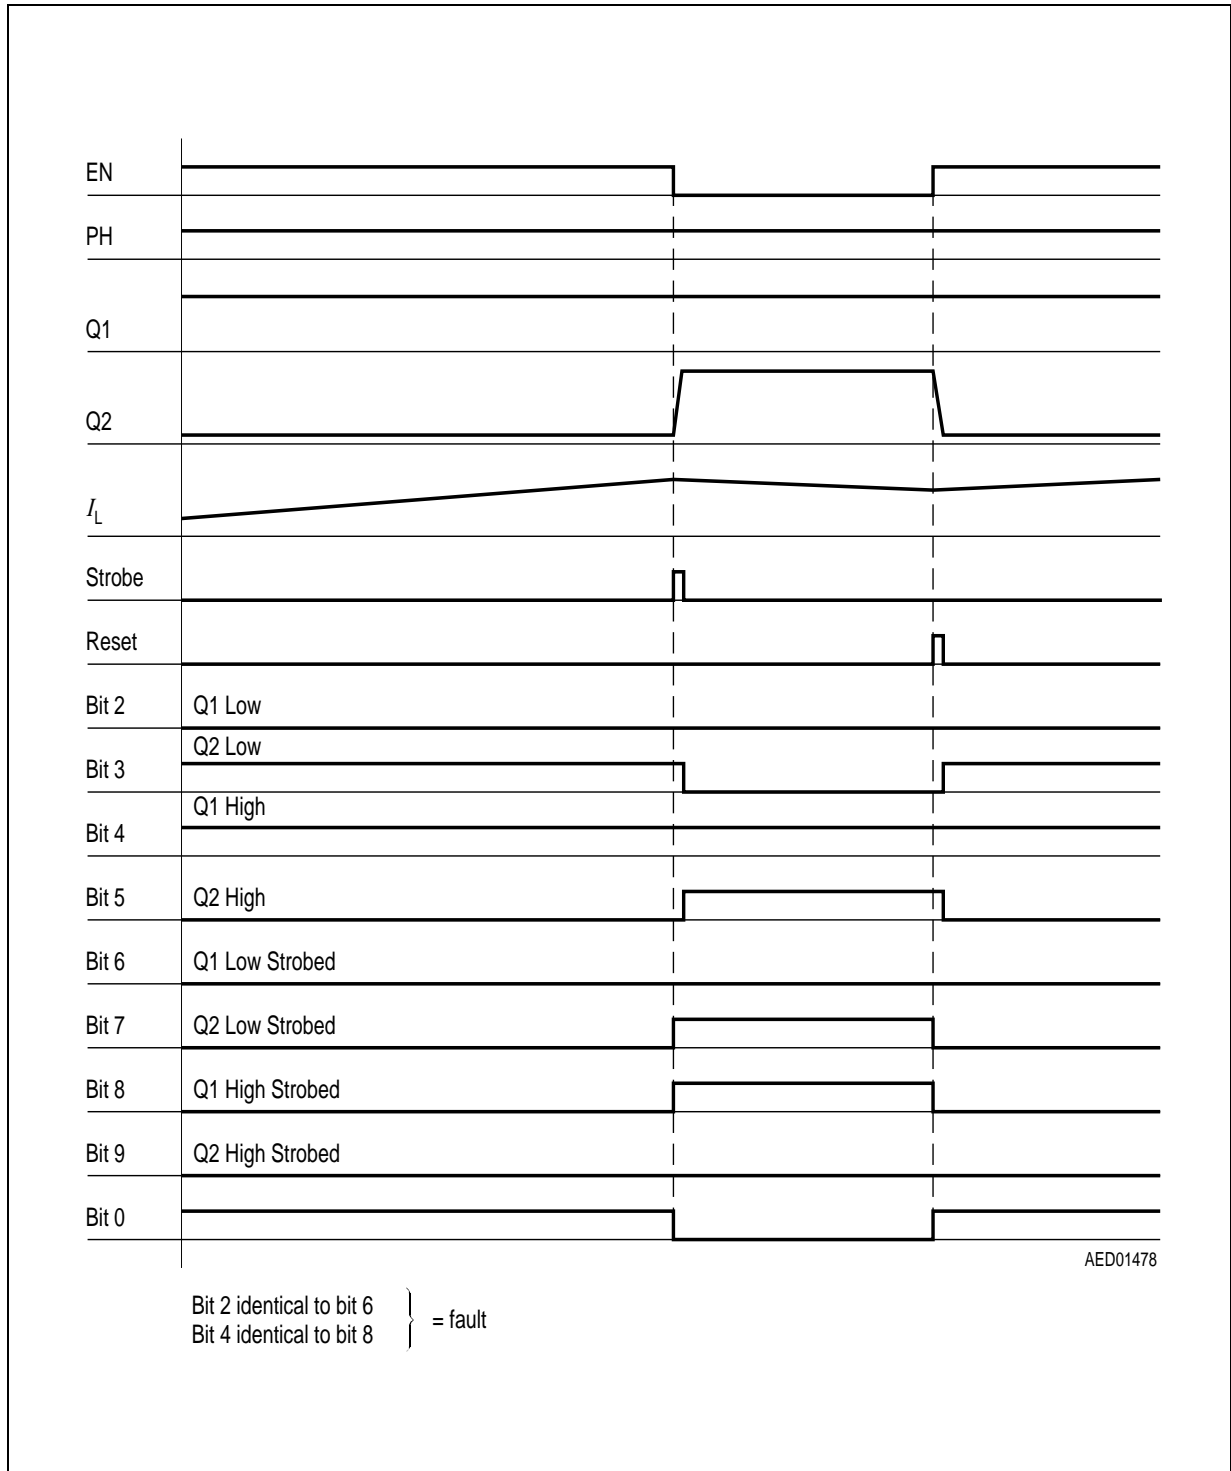 EN
PH
Q1
Q2
IL
Strobe
Reset
Bit 2 Q1 Low
Q2 Low
Bit 3
Q1 High
Bit 4
Bit 5 Q2 High
Bit 6 Q1 Low Strobed
Bit 7 Q2 Low Strobed
Bit 8 Q1 High Strobed
Bit 9 Q2 High Strobed
Bit 0
AED01478
Bit 2 identical to bit 6
Bit 4 identical to bit 8
= fault